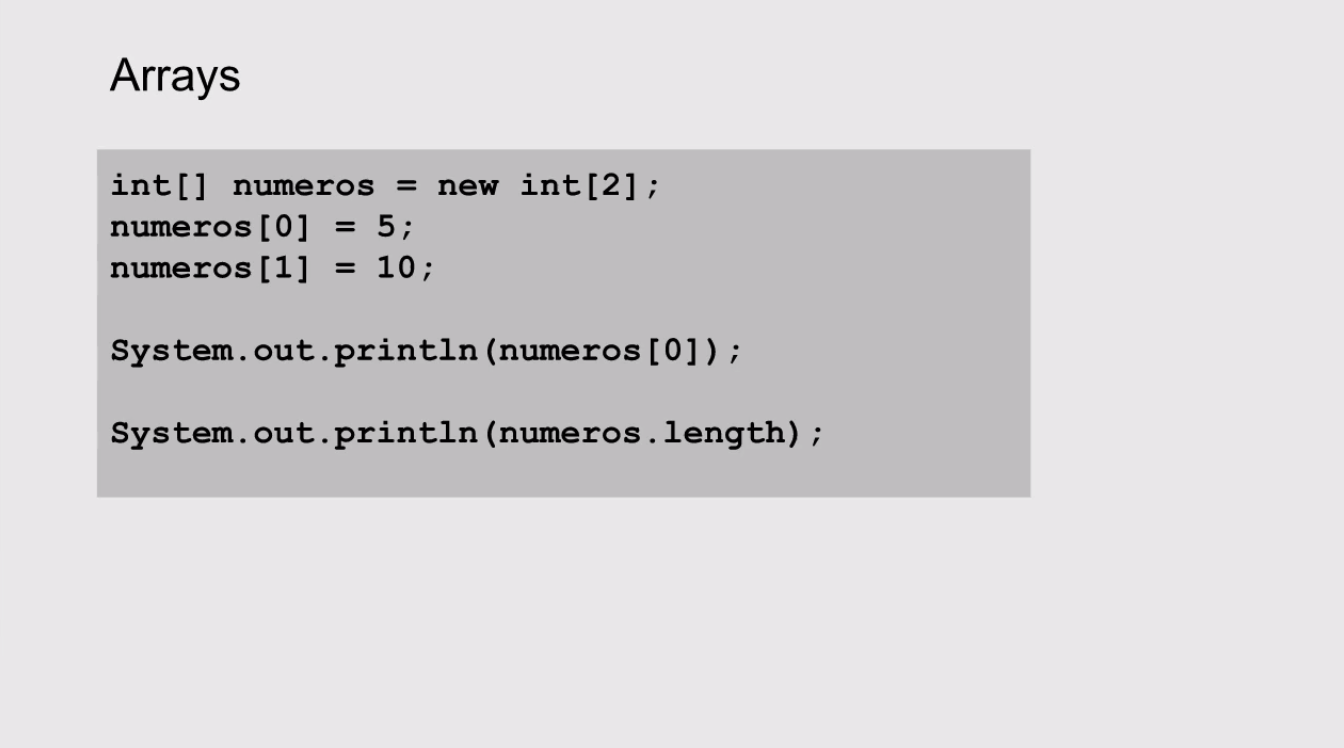 Arrays
int[] numeros = new int[2];
numeros[0] = 5;
numeros[1] = 10;
System.out.println(numeros[0]);
System.out.println(numeros.length);